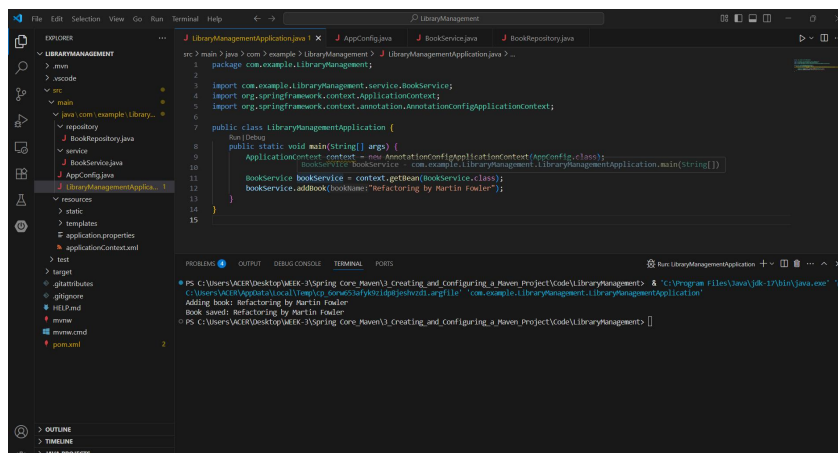 File Edit Selection View Go Run Terminal Help
LibraryManagement
EXPLORER
LIBRARYMANAGEMENT
.mvn
.vscode
src
main
java\com\example\Library...
repository
J BookRepository.java
service
J BookService.java
J AppConfig.java
J LibraryManagementApplica... 1
resources
static
templates
application.properties
applicationContext.xml
test
target
.gitattributes
.gitignore
HELP.md
mvnw
mvnw.cmd
pom.xml 2
OUTLINE
TIMELINE
JAVA PROJECTS
J LibraryManagementApplication.java 1 J AppConfig.java J BookService.java J BookRepository.java
src > main > java > com > example > LibraryManagement > J LibraryManagementApplication.java > ...
1 package com.example.LibraryManagement;
2
3 import com.example.LibraryManagement.service.BookService;
4 import org.springframework.context.ApplicationContext;
5 import org.springframework.context.annotation.AnnotationConfigApplicationContext;
6
7 public class LibraryManagementApplication {
Run | Debug
8 public static void main(String[] args) {
9 ApplicationContext context = new AnnotationConfigApplicationContext(AppConfig.class);
10 BookService bookService - com.example.LibraryManagement.LibraryManagementApplication.main(String[])
11 BookService bookService = context.getBean(BookService.class);
12 bookService.addBook(bookName:"Refactoring by Martin Fowler");
13 }
14 }
15
PROBLEMS 4 OUTPUT DEBUG CONSOLE TERMINAL PORTS
Run: LibraryManagementApplication
PS C:\Users\ACER\Desktop\WEEK-3\Spring Core_Maven\3_Creating_and_Configuring_a_Maven_Project\Code\LibraryManagement> & 'C:\Program Files\Java\jdk-17\bin\java.exe'
'com.example.LibraryManagement.LibraryManagementApplication'
Adding book: Refactoring by Martin Fowler
Book saved: Refactoring by Martin Fowler
PS C:\Users\ACER\Desktop\WEEK-3\Spring Core_Maven\3_Creating_and_Configuring_a_Maven_Project\Code\LibraryManagement>